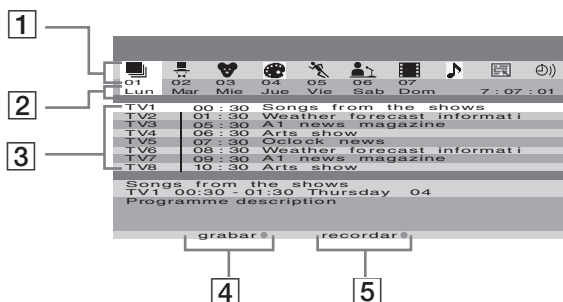 1
01 02 03 04 05 06 07
2
Lun Mar Mie Jue Vie Sab Dom 7 : 07 : 01
TV1 00 : 30 Songs from the shows
TV2 01 : 30 Weather forecast informati
TV3 05 : 30 A1 news magazine
3
TV4 06 : 30 Arts show
TV5 07 : 30 Oclock news
TV6 08 : 30 Weather forecast informati
TV7 09 : 30 A1 news magazine
TV8 10 : 30 Arts show
Songs from the shows
TV1 00:30 - 01:30 Thursday 04
Programme description
grabar recordar
4 5